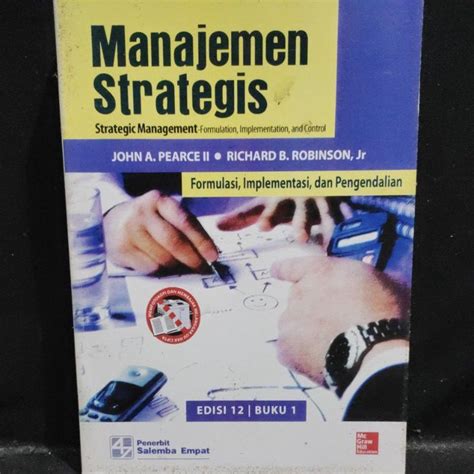 Manajemen
Strategis
Strategic Management-Formulation, Implementation, and Control
JOHN A. PEARCE II ● RICHARD B. ROBINSON, Jr
Formulasi, Implementasi, dan Pengendalian
EDISI 12 | BUKU 1
Penerbit
Salemba Empat
Mc
Graw
Hill
Education